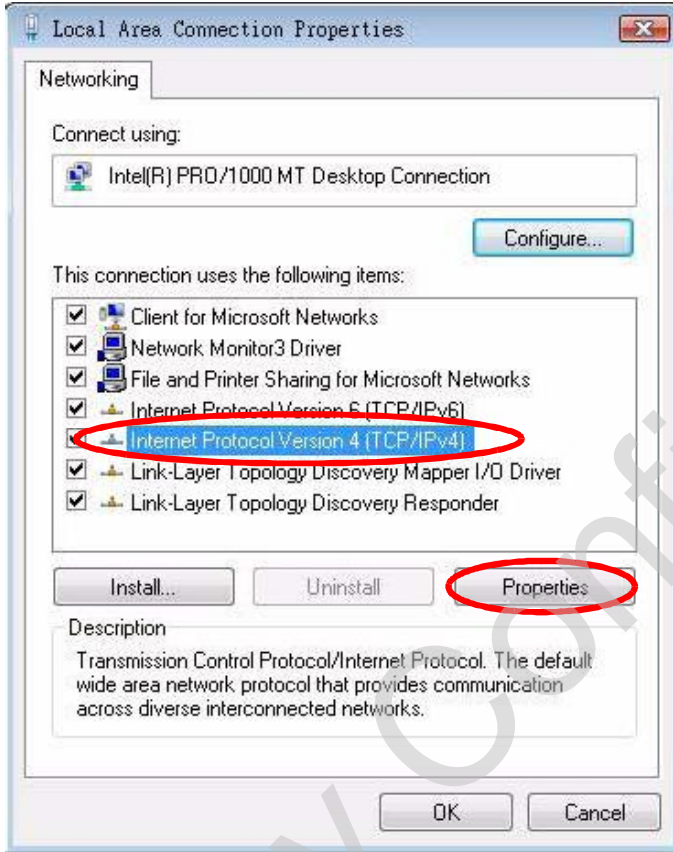 Local Area Connection Properties
Networking
Connect using:
Intel(R) PRO/1000 MT Desktop Connection
Configure...
This connection uses the following items:
Client for Microsoft Networks
Network Monitor3 Driver
File and Printer Sharing for Microsoft Networks
Internet Protocol Version 6 (TCP/IPv6)
Internet Protocol Version 4 (TCP/IPv4)
Link-Layer Topology Discovery Mapper I/O Driver
Link-Layer Topology Discovery Responder
Install...
Uninstall
Properties
Description
Transmission Control Protocol/Internet Protocol. The default
wide area network protocol that provides communication
across diverse interconnected networks.
OK
Cancel